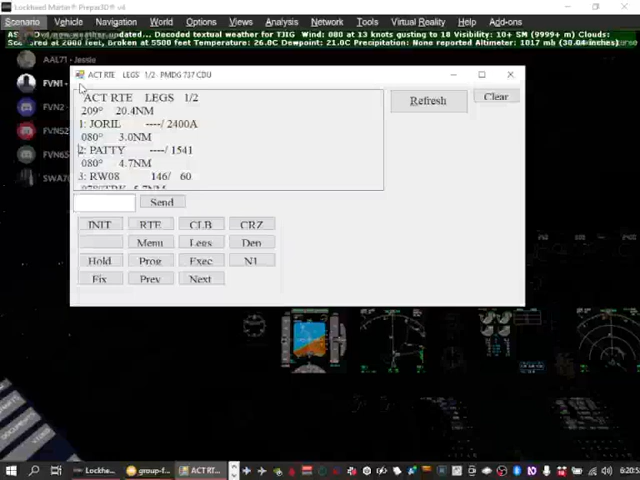 Lockheed Martin® Prepar3D® v4
Scenario Vehicle Navigation World Options Views Analysis Network Tools Virtual Reality Help Add-ons
updated. Decoded textual weather for TJIG Wind: 080 at 13 knots gusting to 18 Visibility: 10+ SM (9999+ m) Clouds:
at 2000 feet, Broken at 5500 feet Temperature: 26.0C Dewpoint: 21.0C Precipitation: None reported Altimeter: 1017 mb (30.04 inches)
AAL71 - Jessie
FVN1 -
FVN2 -
FVN52
SWA70
ACT RTE LEGS 1/2 PMDG 737 CDU
ACT RTE LEGS 1/2
209° 20.4NM
1: JORIL ----/ 2400A
080° 3.0NM
2: PATTY ----/ 1541
080° 4.7NM
3: RW08 146/ 60
Refresh
Clear
Send
INIT RTE CLB CRZ
Menu Legs Dep
Hold Prog Exec N1
Fix Prev Next
Lockhe...
group-f...
ACT RT...